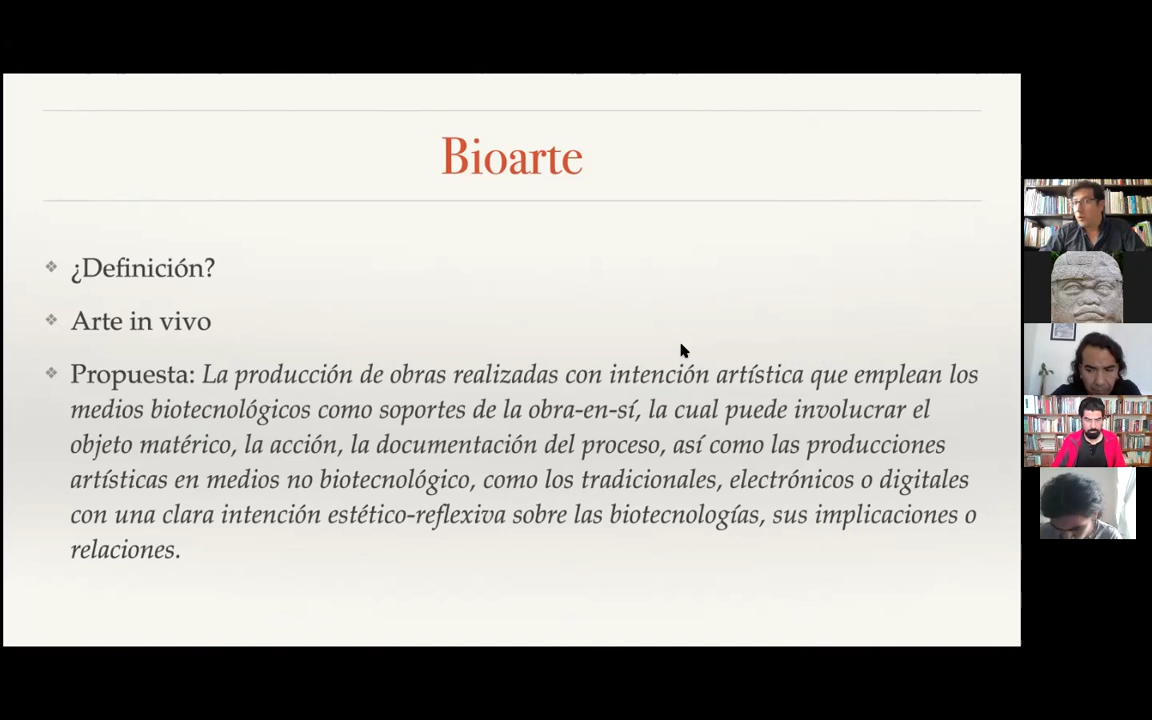 Bioarte
¿Definición?
Arte in vivo
Propuesta: La producción de obras realizadas con intención artística que emplean los
medios biotecnológicos como soportes de la obra-en-sí, la cual puede involucrar el
objeto matérico, la acción, la documentación del proceso, así como las producciones
artísticas en medios no biotecnológico, como los tradicionales, electrónicos o digitales
con una clara intención estético-reflexiva sobre las biotecnologías, sus implicaciones o
relaciones.